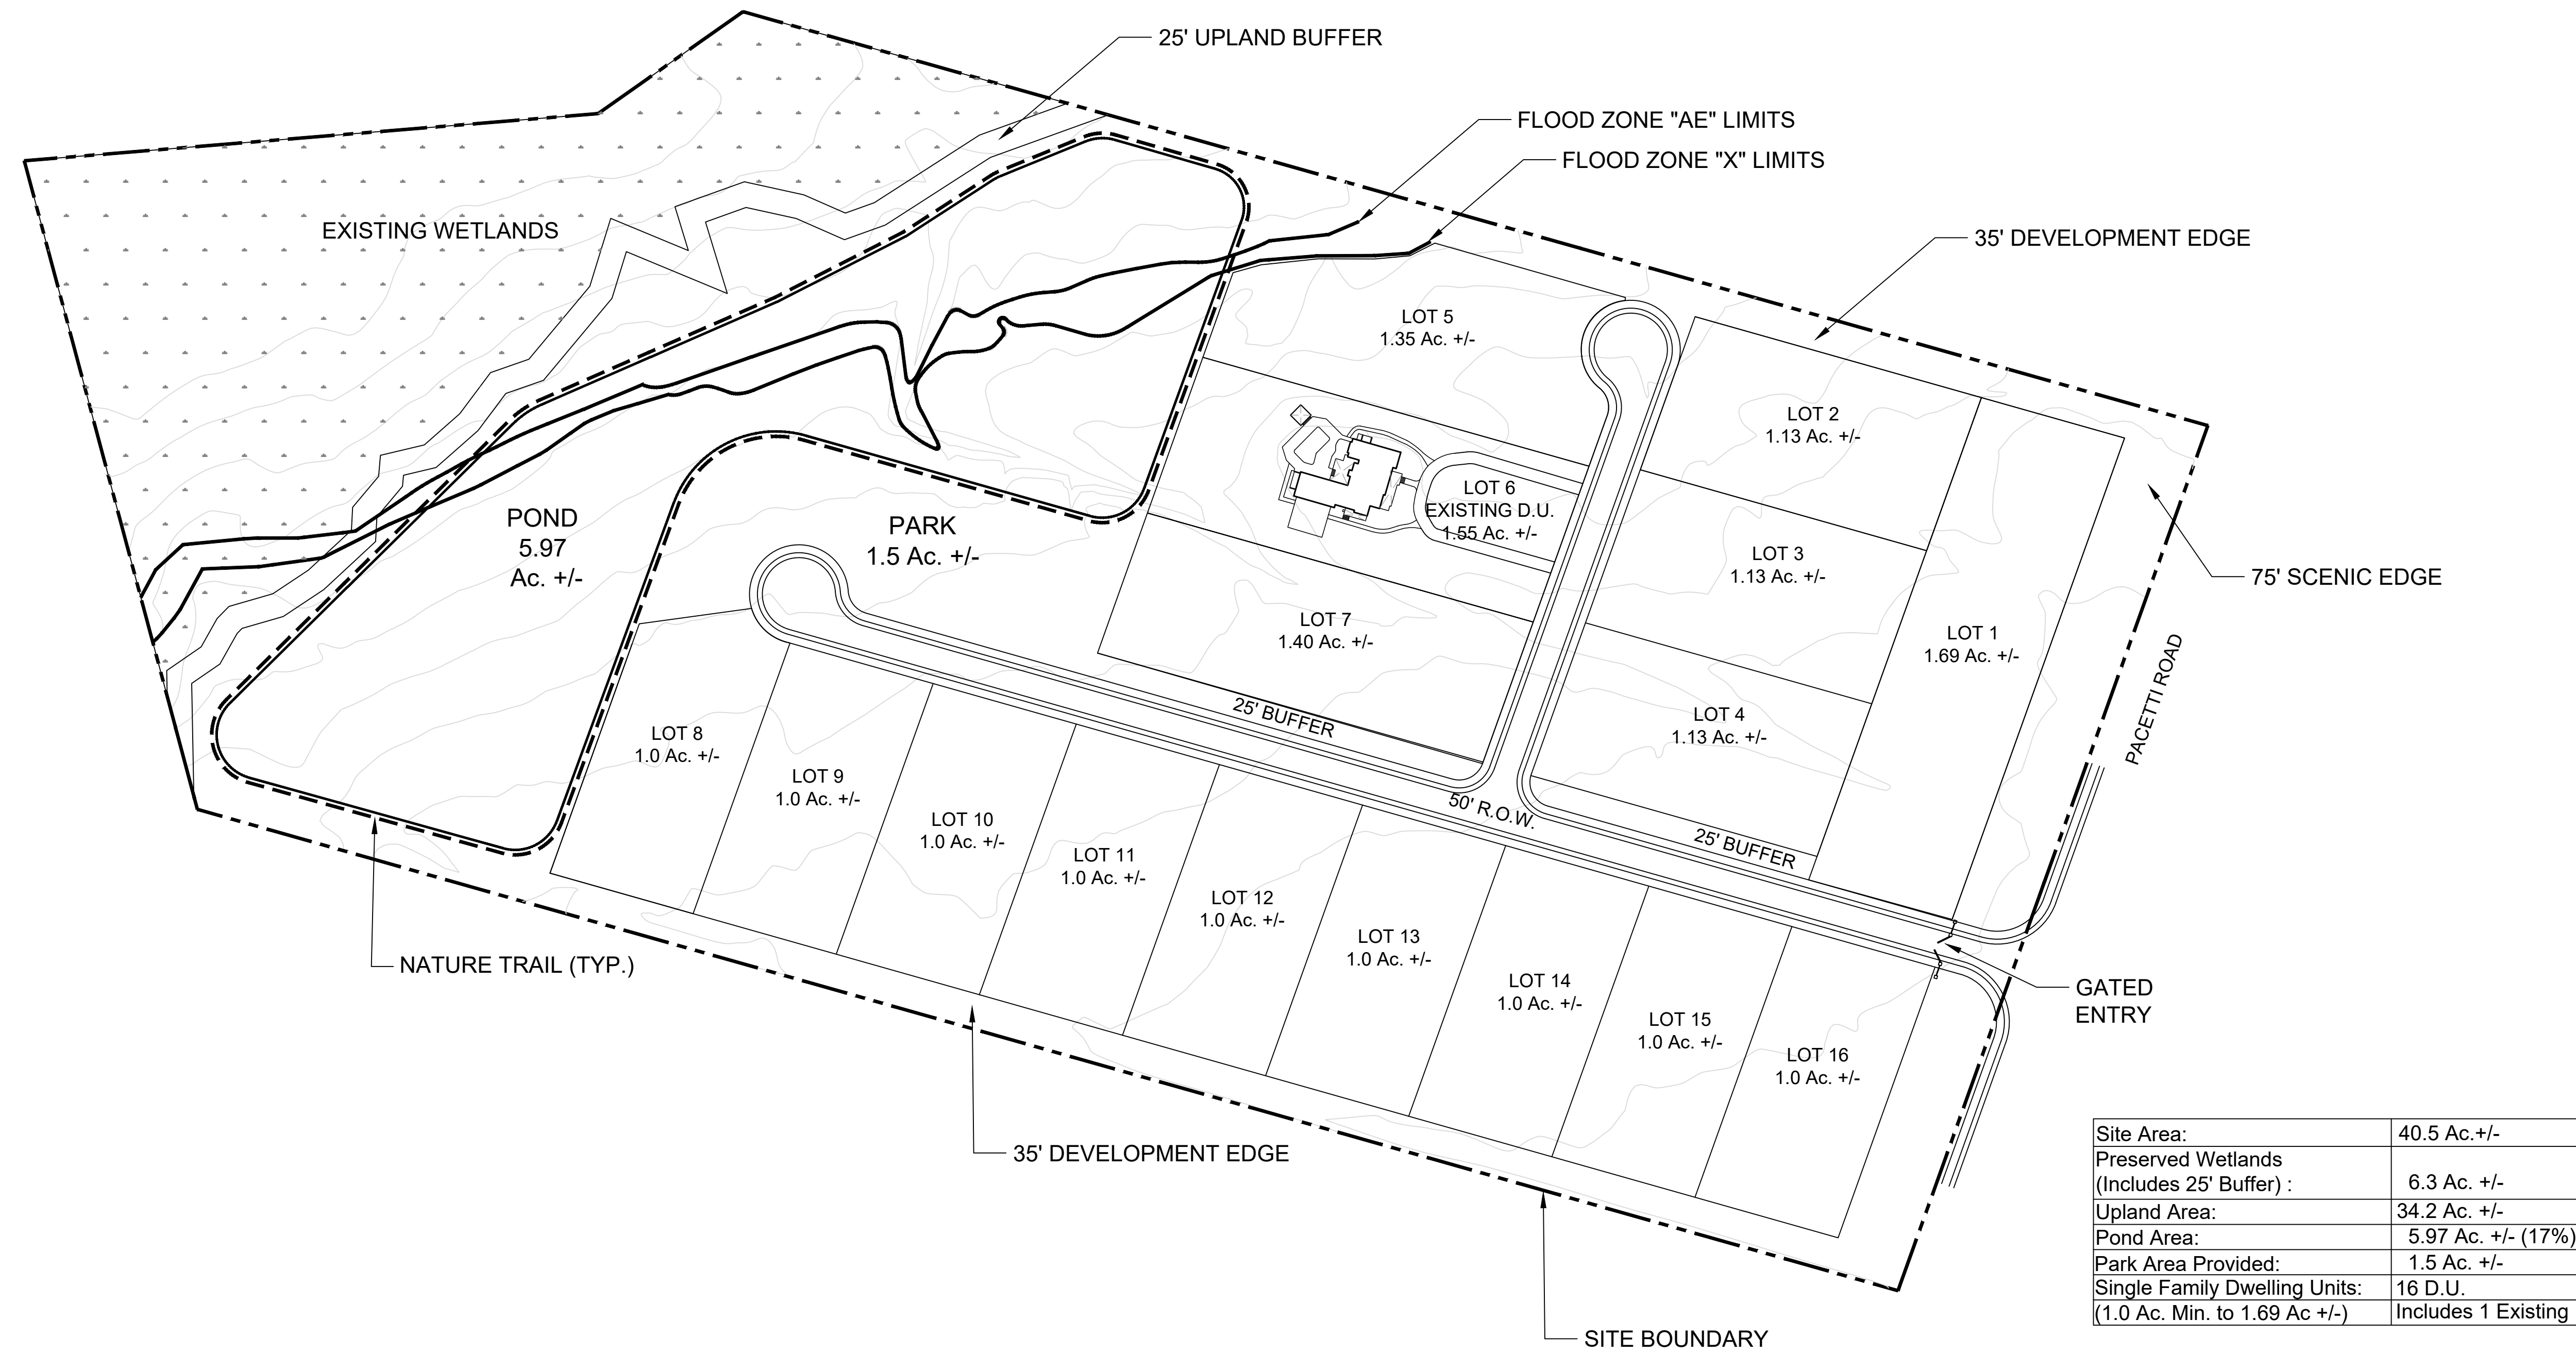 25' UPLAND BUFFER
FLOOD ZONE "AE" LIMITS
FLOOD ZONE "X" LIMITS
EXISTING WETLANDS
35' DEVELOPMENT EDGE
LOT 5
1.35 Ac. +/-
LOT 2
1.13 Ac. +/-
LOT 6
EXISTING D.U.
1.55 Ac. +/-
POND
5.97
Ac. +/-
PARK
1.5 Ac. +/-
LOT 3
1.13 Ac. +/-
75' SCENIC EDGE
LOT 7
1.40 Ac. +/-
LOT 1
1.69 Ac. +/-
PACETTI ROAD
25' BUFFER
LOT 4
1.13 Ac. +/-
LOT 8
1.0 Ac. +/-
LOT 9
1.0 Ac. +/-
50' R.O.W.
25' BUFFER
LOT 10
1.0 Ac. +/-
LOT 11
1.0 Ac. +/-
LOT 12
1.0 Ac. +/-
LOT 13
1.0 Ac. +/-
LOT 14
1.0 Ac. +/-
LOT 15
1.0 Ac. +/-
LOT 16
1.0 Ac. +/-
NATURE TRAIL (TYP.)
GATED
ENTRY
35' DEVELOPMENT EDGE
SITE BOUNDARY
Site Area: 40.5 Ac.+/-
Preserved Wetlands
(Includes 25' Buffer) : 6.3 Ac. +/-
Upland Area: 34.2 Ac. +/-
Pond Area: 5.97 Ac. +/- (17%)
Park Area Provided: 1.5 Ac. +/-
Single Family Dwelling Units: 16 D.U.
(1.0 Ac. Min. to 1.69 Ac +/-) Includes 1 Existing